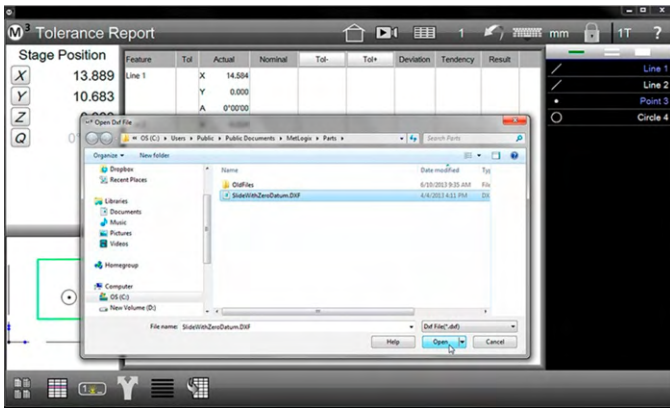 M³ Tolerance Report
1
mm
1T
?
Stage Position
X 13.889
Y 10.683
Z
Q
Feature Tol Actual Nominal Tol- Tol+ Deviation Tendency Result
Line 1 X 14.584
Y 0.000
A 0°00'00
Line 1
Line 2
Point 3
Circle 4
Open Dxf File
« OS (C:) ▸ Users ▸ Public ▸ Public Documents ▸ MetLogix ▸ Parts ▸
Search Parts
Organize New folder
Dropbox
Recent Places
Libraries
Documents
Music
Pictures
Videos
Homegroup
Computer
OS (C:)
New Volume (D:)
Name Date modified Typ
OldFiles 6/10/2013 9:35 AM File
SlideWithZeroDatum.DXF 4/4/2013 4:11 PM DX
File name: SlideWithZeroDatum.DXF
Dxf File(*.dxf)
Help Open Cancel